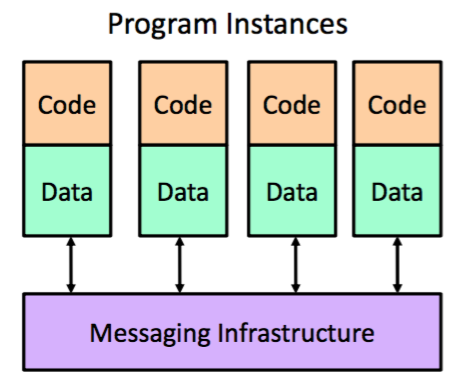 Program Instances
Code Code Code Code
Data Data Data Data
Messaging Infrastructure